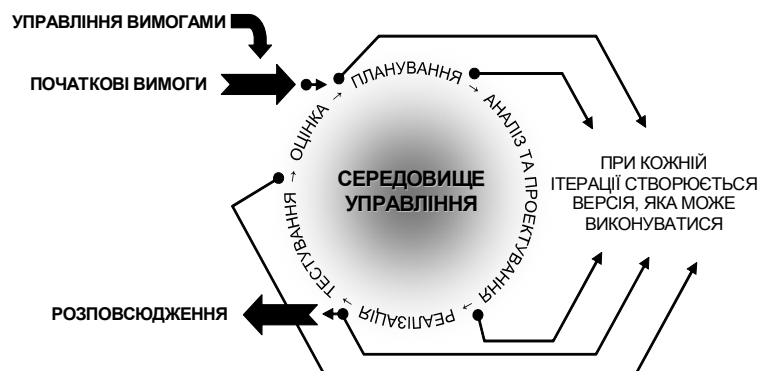 УПРАВЛІННЯ ВИМОГАМИ
ПОЧАТКОВІ ВИМОГИ
ОЦІНКА → ПЛАНУВАННЯ → АНАЛІЗ ТА ПРОЕКТУВАННЯ → РЕАЛІЗАЦІЯ → ТЕСТУВАННЯ →
СЕРЕДОВИЩЕ
УПРАВЛІННЯ
ПРИ КОЖНІЙ
ІТЕРАЦІЇ СТВОРЮЄТЬСЯ
ВЕРСІЯ, ЯКА МОЖЕ
ВИКОНУВАТИСЯ
РОЗПОВСЮДЖЕННЯ